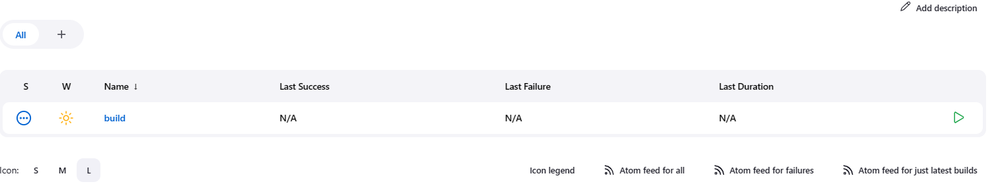 Add description
All +
S W Name ↓ Last Success Last Failure Last Duration
build N/A N/A N/A
Icon: S M L Icon legend Atom feed for all Atom feed for failures Atom feed for just latest builds